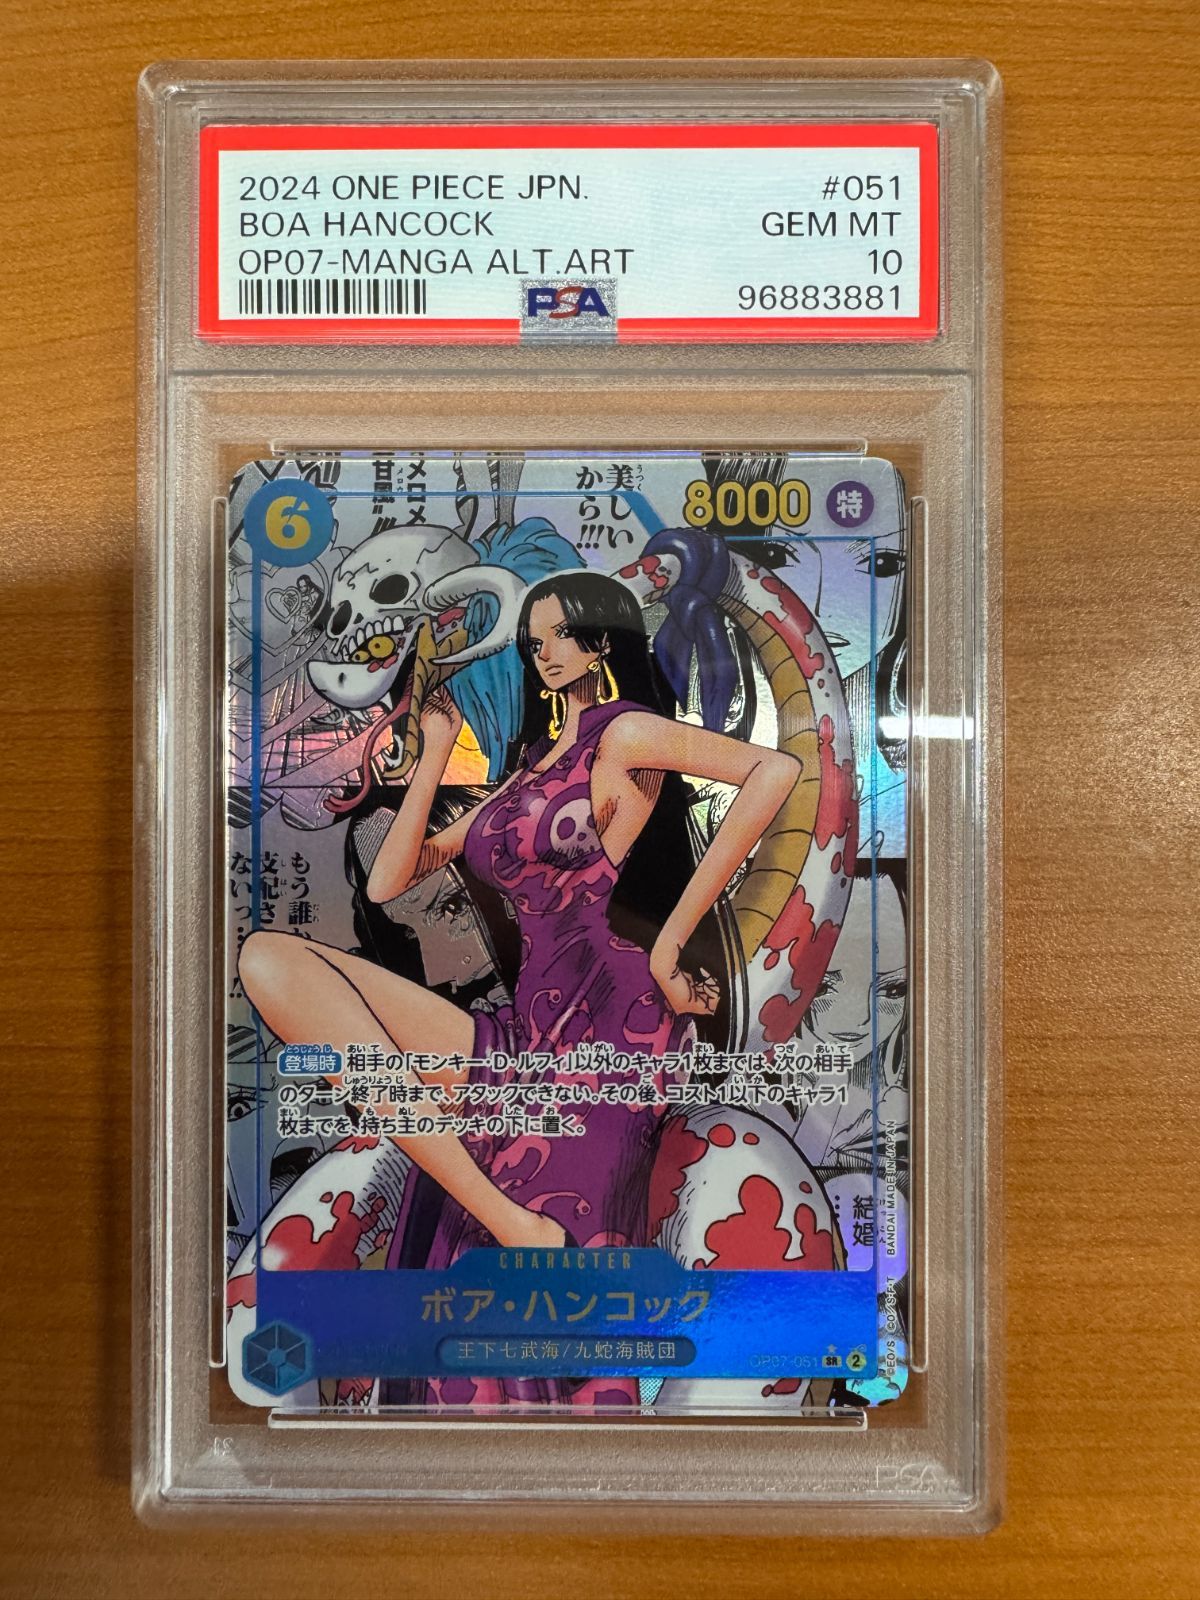 2024 ONE PIECE JPN. #051
BOA HANCOCK GEM MT
OP07-MANGA ALT.ART 10
PSA 96883881
美しい
から!!!
6
8000 特
もう誰か
支配さ
ない…!!
登場時 相手の「モンキー・D・ルフィ」以外のキャラ1枚までは、次の相手
のターン終了時まで、アタックできない。その後、コスト1以下のキャラ1
枚までを、持ち主のデッキの下に置く。
結婚
…
CHARACTER
ボア・ハンコック
王下七武海/九蛇海賊団
OP07-051 SR 2
©EO/S ©O/S·F·T BANDAI MADE IN JAPAN
PSA